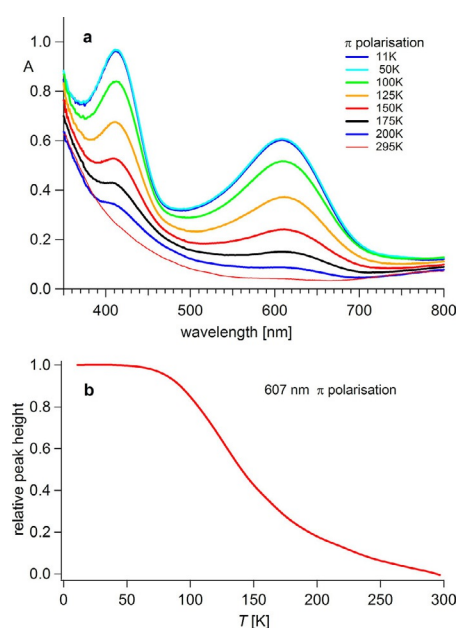 a
A
1.0
0.8
0.6
0.4
0.2
0.0
π polarisation
11K
50K
100K
125K
150K
175K
200K
295K
400 500 600 700 800
wavelength [nm]
b
607 nm π polarisation
relative peak height
1.0
0.8
0.6
0.4
0.2
0.0
0 50 100 150 200 250 300
T [K]